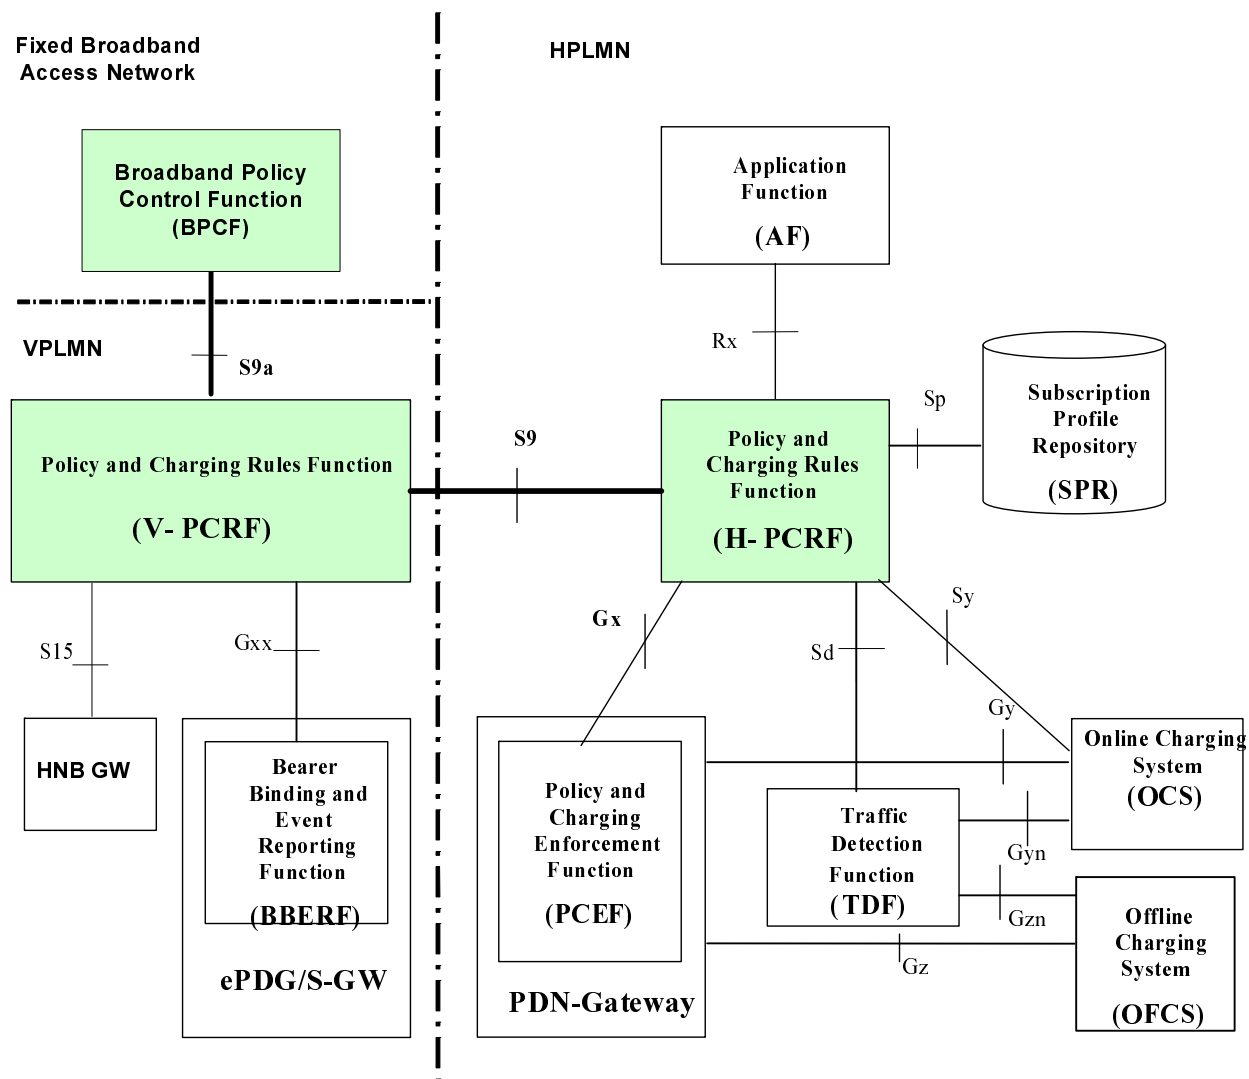 Fixed Broadband
Access Network
HPLMN
Broadband Policy
Control Function
(BPCF)
Application
Function
(AF)
VPLMN
S9a
Rx
Sp
Subscription
Profile
Repository
(SPR)
Policy and Charging Rules Function
(V- PCRF)
S9
Policy and
Charging Rules
Function
(H- PCRF)
S15
Gxx
Gx
Sd
Sy
Gy
HNB GW
Bearer
Binding and
Event
Reporting
Function
(BBERF)
ePDG/S-GW
Policy and
Charging
Enforcement
Function
(PCEF)
PDN-Gateway
Traffic
Detection
Function
(TDF)
Online Charging
System
(OCS)
Gyn
Gzn
Gz
Offline
Charging
System
(OFCS)